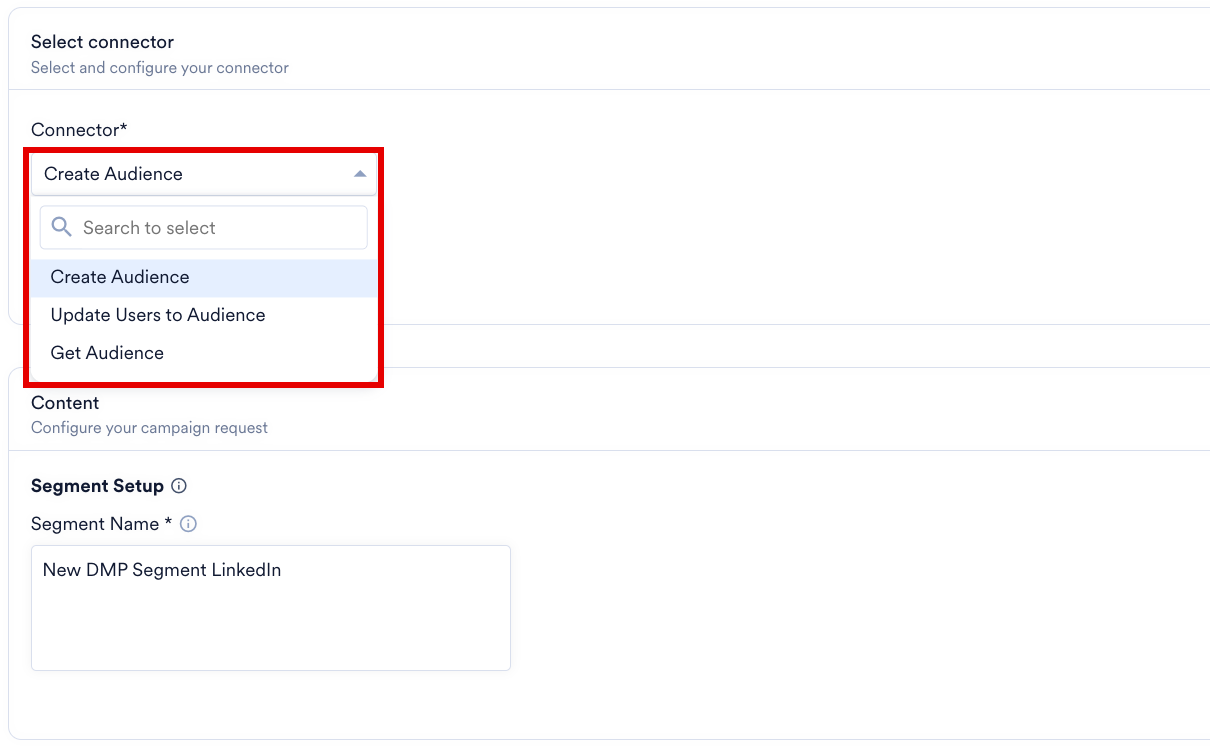 Select connector
Select and configure your connector
Connector*
Create Audience
Search to select
Create Audience
Update Users to Audience
Get Audience
Content
Configure your campaign request
Segment Setup
Segment Name *
New DMP Segment LinkedIn